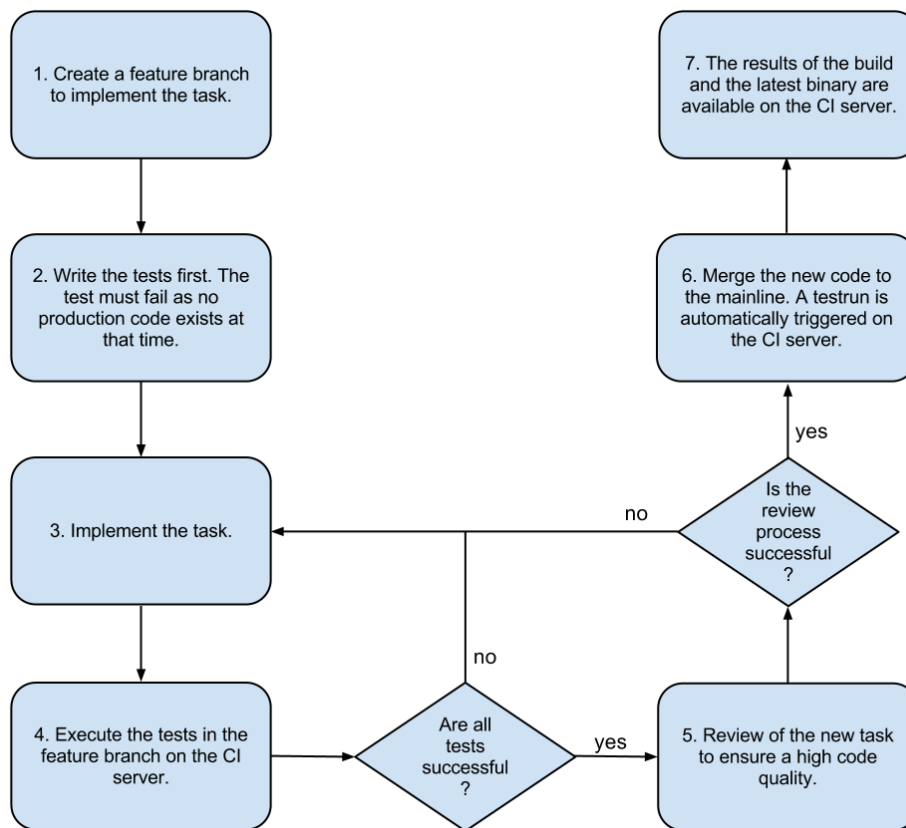 1. Create a feature branch
to implement the task.
2. Write the tests first. The
test must fail as no
production code exists at
that time.
3. Implement the task.
4. Execute the tests in the
feature branch on the CI
server.
Are all
tests
successful
?
no
yes
5. Review of the new task
to ensure a high code
quality.
Is the
review
process
successful
?
no
yes
6. Merge the new code to
the mainline. A testrun is
automatically triggered on
the CI server.
7. The results of the build
and the latest binary are
available on the CI server.